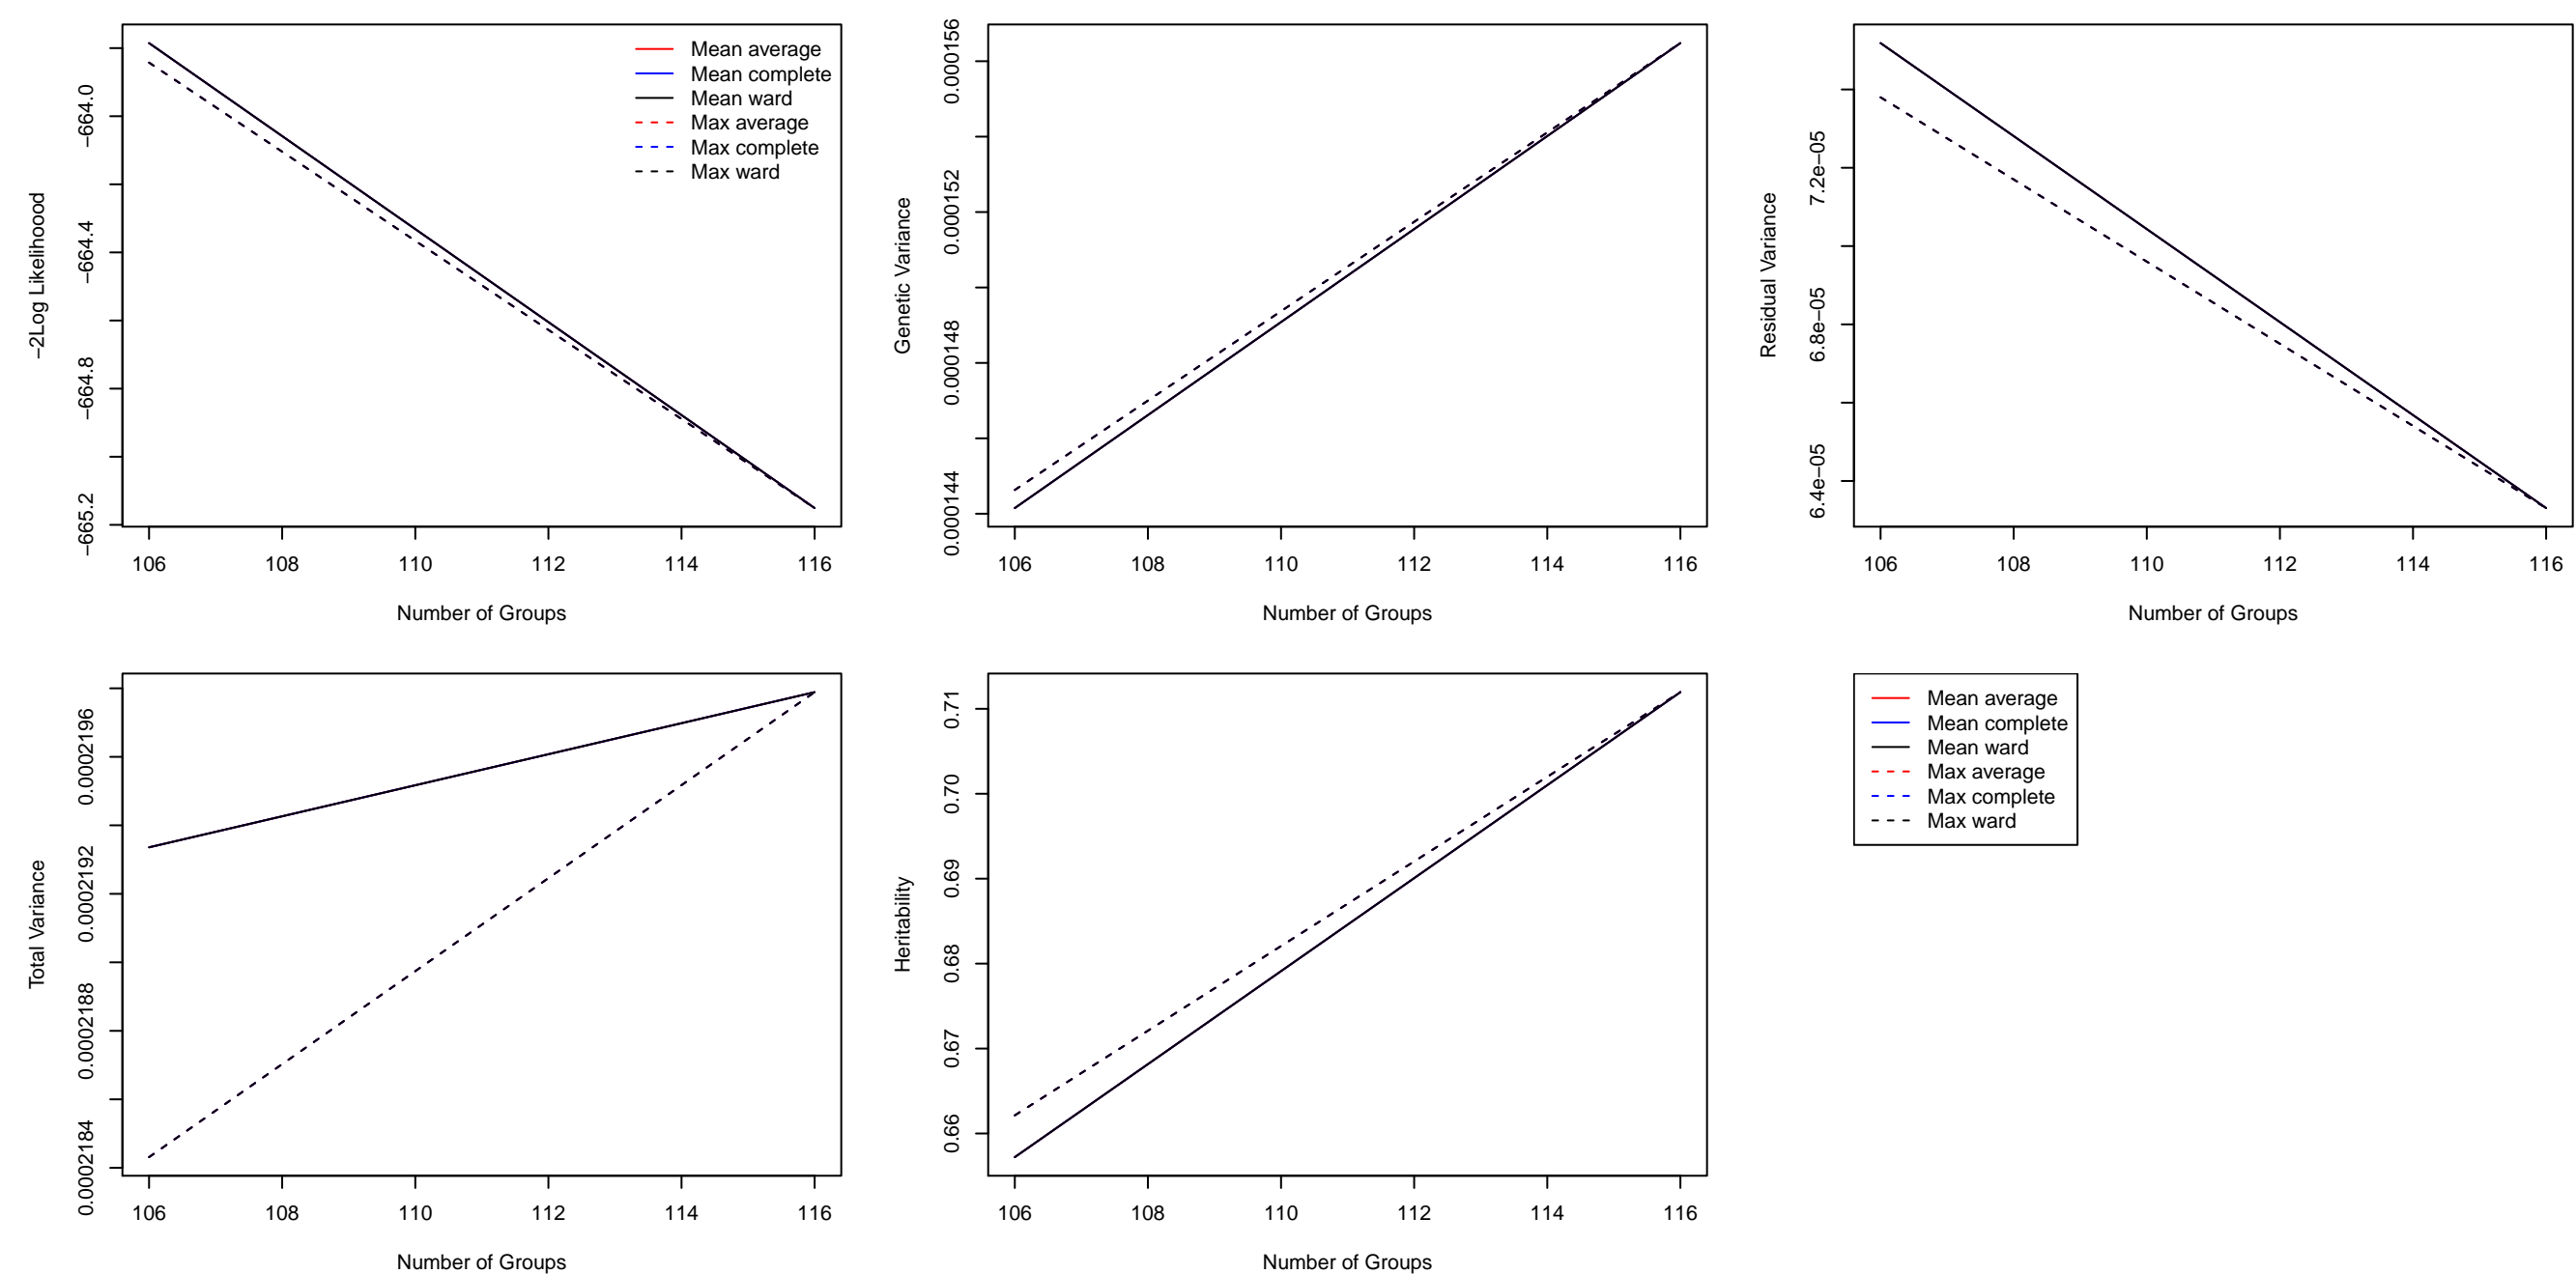 −2Log Likelihood
−664.0
−664.4
−664.8
−665.2
Mean average
Mean complete
Mean ward
Max average
Max complete
Max ward
106 108 110 112 114 116
Number of Groups
Genetic Variance
0.000156
0.000152
0.000148
0.000144
106 108 110 112 114 116
Number of Groups
Residual Variance
7.2e−05
6.8e−05
6.4e−05
106 108 110 112 114 116
Number of Groups
Total Variance
0.0002196
0.0002192
0.0002188
0.0002184
106 108 110 112 114 116
Number of Groups
Heritability
0.71
0.70
0.69
0.68
0.67
0.66
106 108 110 112 114 116
Number of Groups
Mean average
Mean complete
Mean ward
Max average
Max complete
Max ward